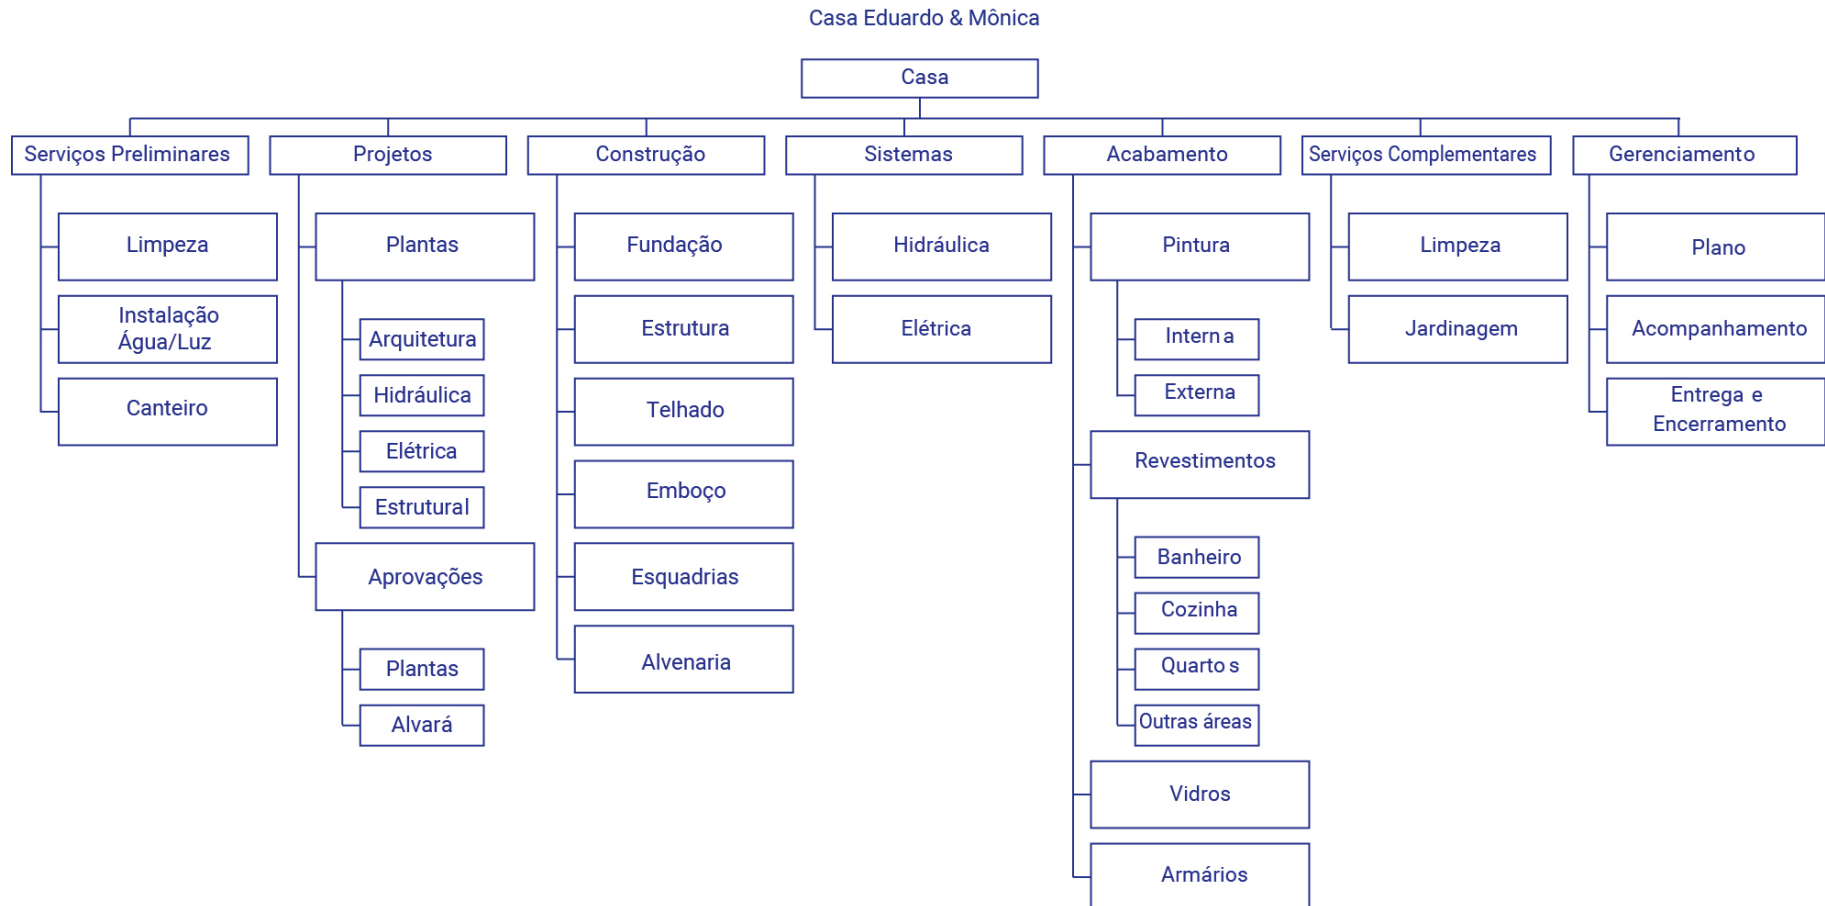 Casa Eduardo & Mônica
Casa
Serviços Preliminares
Limpeza
Instalação
Água/Luz
Canteiro
Projetos
Plantas
Arquitetura
Hidráulica
Elétrica
Estrutural
Aprovações
Plantas
Alvará
Construção
Fundação
Estrutura
Telhado
Emboço
Esquadrias
Alvenaria
Sistemas
Hidráulica
Elétrica
Acabamento
Pintura
Interna
Externa
Revestimentos
Banheiro
Cozinha
Quartos
Outras áreas
Vidros
Armários
Serviços Complementares
Limpeza
Jardinagem
Gerenciamento
Plano
Acompanhamento
Entrega e
Encerramento